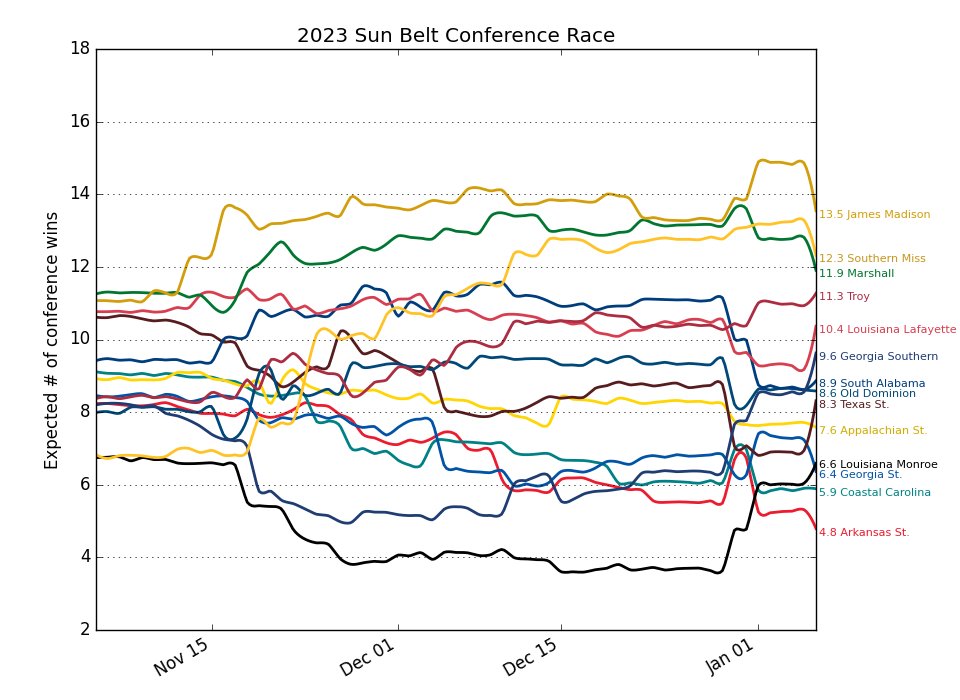 2023 Sun Belt Conference Race
Expected # of conference wins
18
16
14
12
10
8
6
4
2
Nov 15
Dec 01
Dec 15
Jan 01
13.5 James Madison
12.3 Southern Miss
11.9 Marshall
11.3 Troy
10.4 Louisiana Lafayette
9.6 Georgia Southern
8.9 South Alabama
8.6 Old Dominion
8.3 Texas St.
7.6 Appalachian St.
6.6 Louisiana Monroe
6.4 Georgia St.
5.9 Coastal Carolina
4.8 Arkansas St.